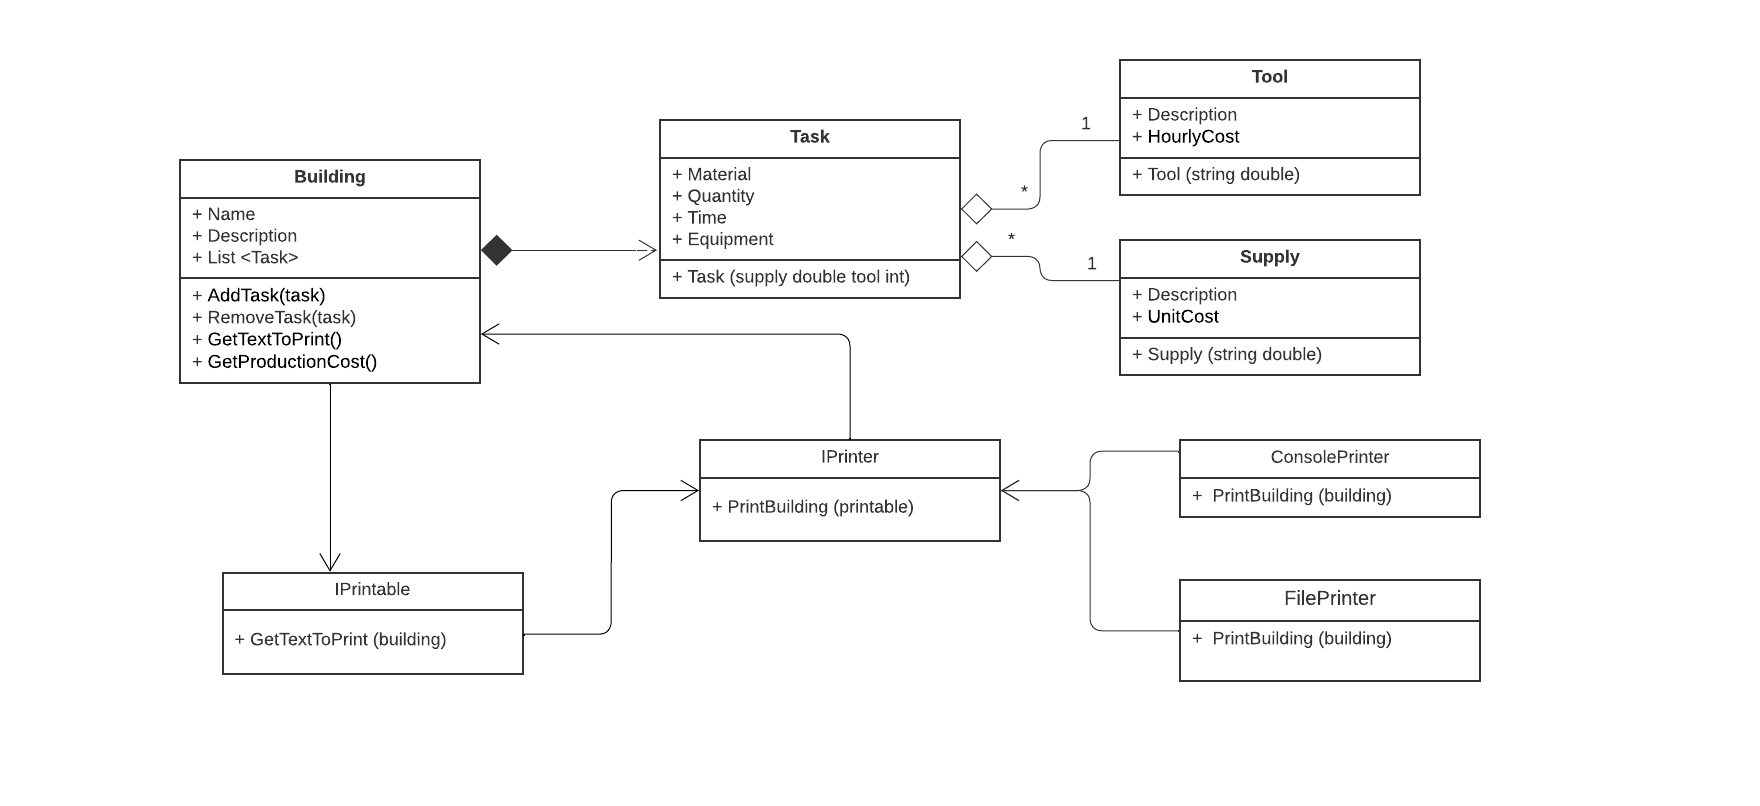 Building
+ Name
+ Description
+ List <Task>
+ AddTask(task)
+ RemoveTask(task)
+ GetTextToPrint()
+ GetProductionCost()
Task
+ Material
+ Quantity
+ Time
+ Equipment
+ Task (supply double tool int)
*
1
*
1
Tool
+ Description
+ HourlyCost
+ Tool (string double)
Supply
+ Description
+ UnitCost
+ Supply (string double)
IPrinter
+ PrintBuilding (printable)
ConsolePrinter
+  PrintBuilding (building)
IPrintable
+ GetTextToPrint (building)
FilePrinter
+  PrintBuilding (building)